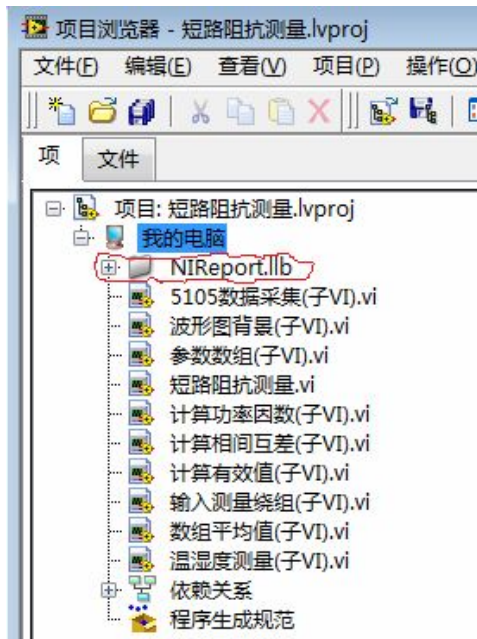 项目浏览器 - 短路阻抗测量.lvproj
文件(F) 编辑(E) 查看(V) 项目(P) 操作(O)
项 文件
项目: 短路阻抗测量.lvproj
我的电脑
NIReport.llb
5105数据采集(子VI).vi
波形图背景(子VI).vi
参数数组(子VI).vi
短路阻抗测量.vi
计算功率因数(子VI).vi
计算相间互差(子VI).vi
计算有效值(子VI).vi
输入测量绕组(子VI).vi
数组平均值(子VI).vi
温湿度测量(子VI).vi
依赖关系
程序生成规范